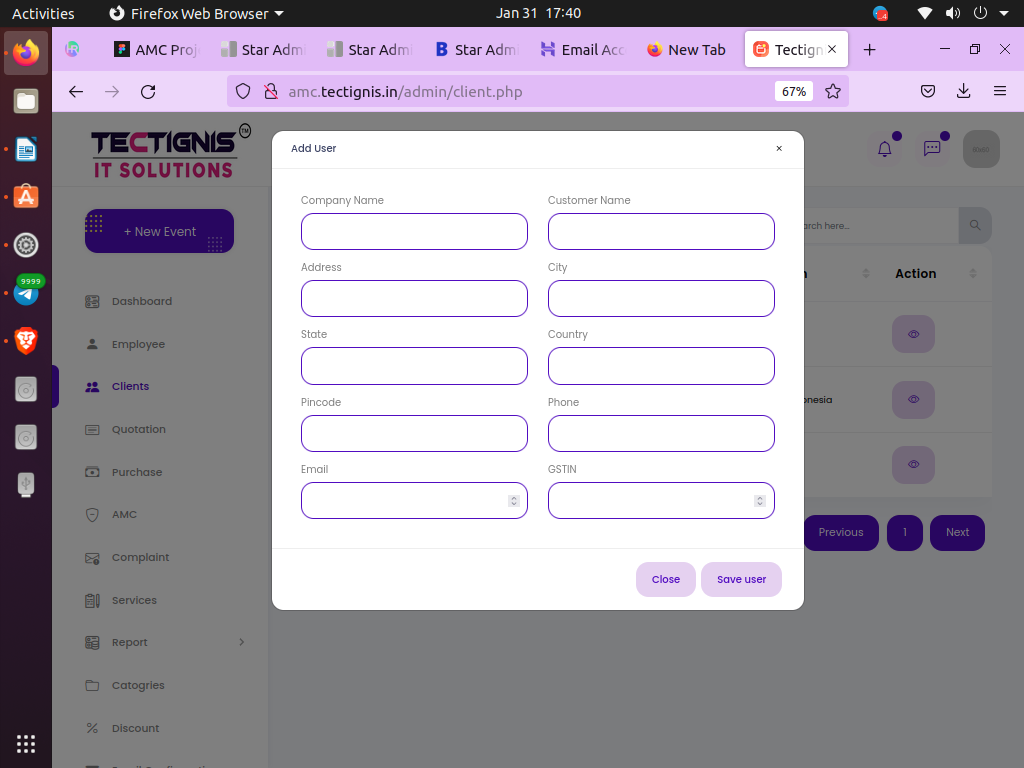 Activities
Firefox Web Browser
Jan 31 17:40
4
AMC Proj
Star Adm
Star Adm
Star Adm
Email Acc
New Tab
Tectign
amc.tectignis.in/admin/client.php
67%
TECTIGNIS TM
IT SOLUTIONS
+ New Event
Dashboard
Employee
Clients
Quotation
Purchase
AMC
Complaint
Services
Report
Catogries
Discount
9999
Add User
×
Company Name
Customer Name
Address
City
State
Country
Pincode
Phone
Email
GSTIN
Close
Save user
rch here...
n
Action
onesia
Previous
1
Next